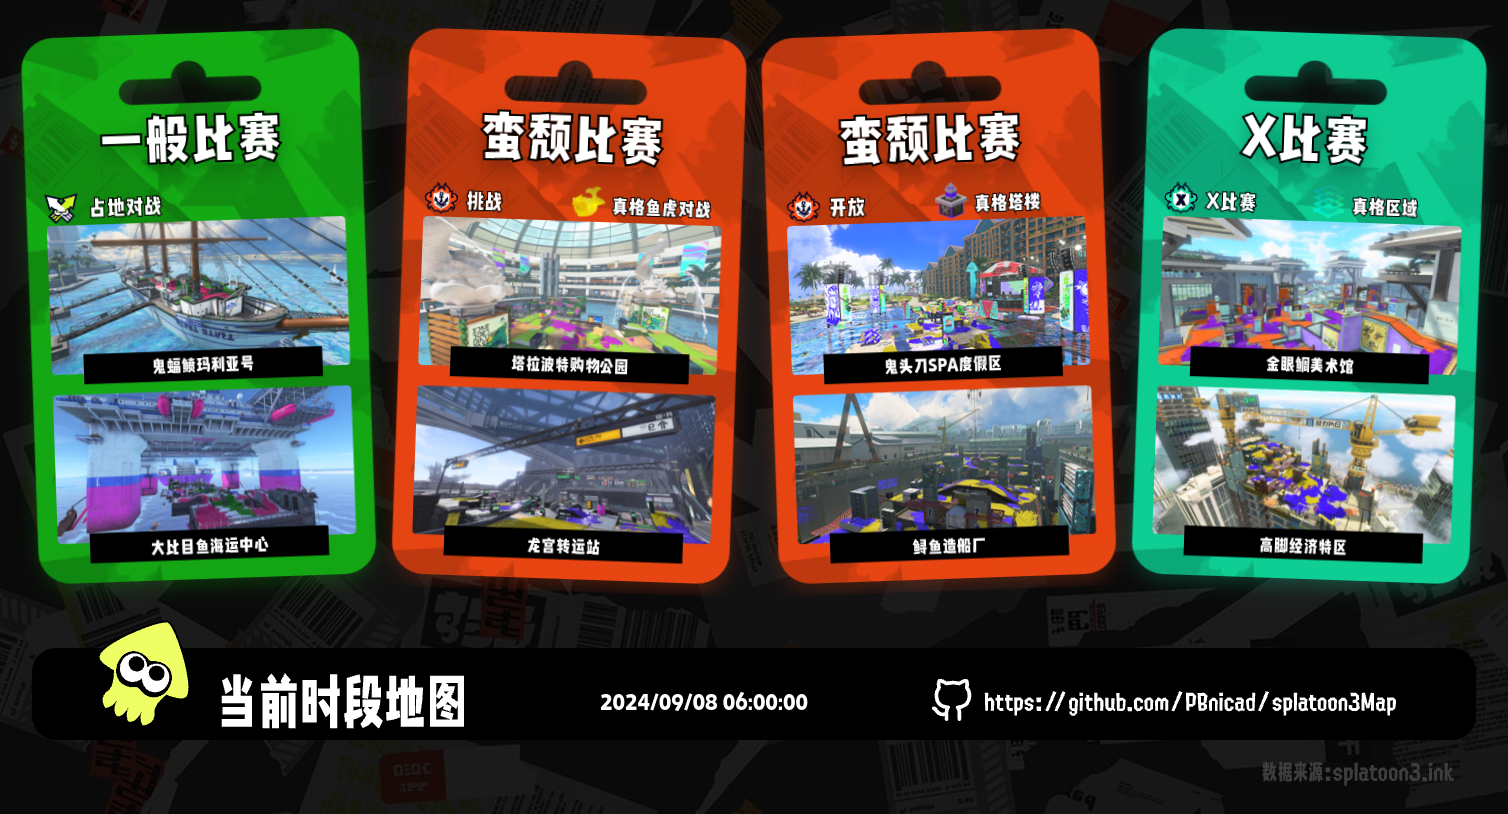 一般比赛
占地对战
鬼蝠鲼玛利亚号
大比目鱼海运中心
蛮颓比赛
挑战
真格鱼虎对战
塔拉波特购物公园
龙宫转运站
蛮颓比赛
开放
真格塔楼
鬼头刀SPA度假区
鲟鱼造船厂
X比赛
X比赛
真格区域
金眼鲷美术馆
高脚经济特区
当前时段地图
2024/09/08 06:00:00
https://github.com/PBnicad/splatoon3Map
数据来源:splatoon3.ink